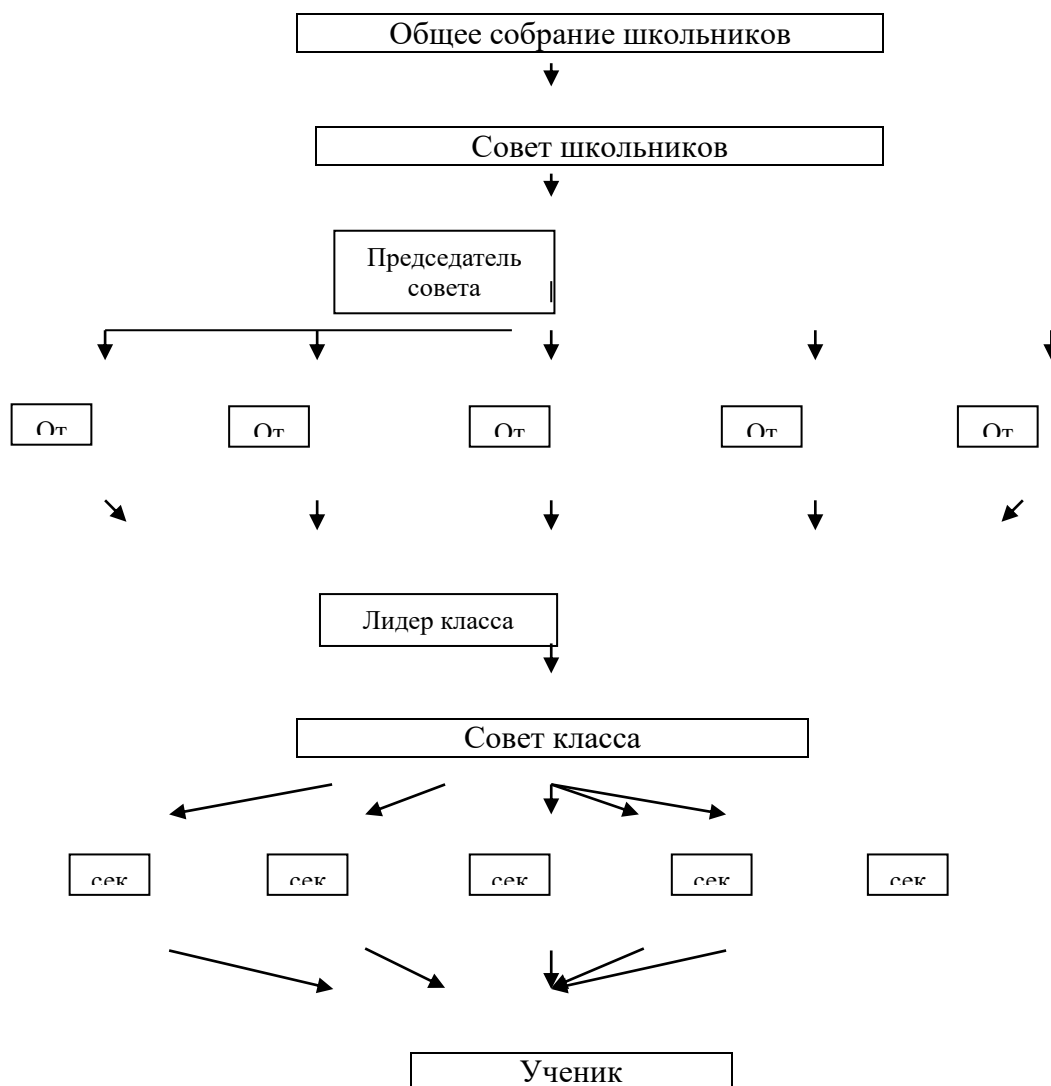 Общее собрание школьников
Совет школьников
Председатель
совета
От
От
От
От
От
Лидер класса
Совет класса
сек
сек
сек
сек
сек
Ученик